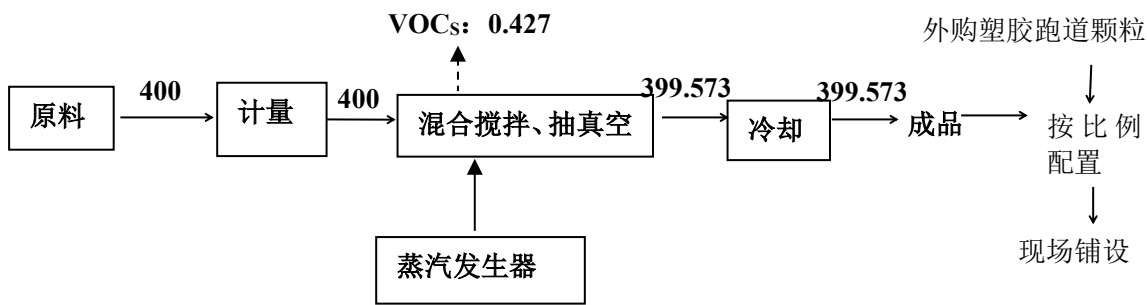 VOCS：0.427
外购塑胶跑道颗粒
400
400
399.573
399.573
原料
计量
混合搅拌、抽真空
冷却
成品
按比例
配置
蒸汽发生器
现场铺设